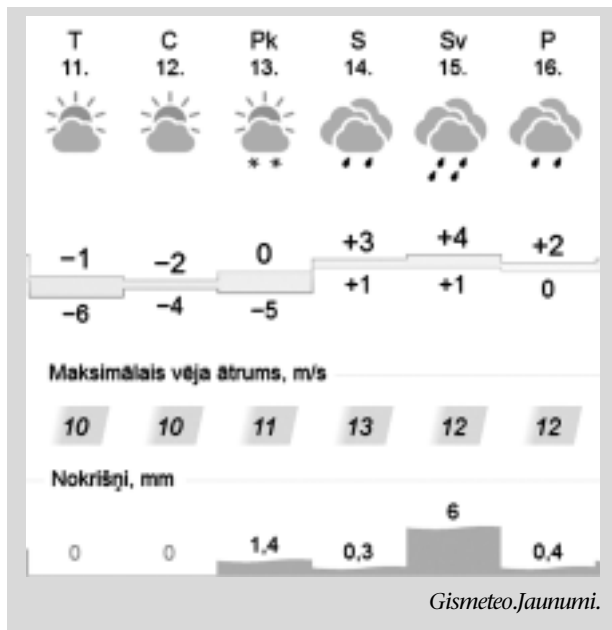 T C Pk S Sv P
11. 12. 13. 14. 15. 16.
−1 −2 0 +3 +4 +2
−6 −4 −5 +1 +1 0
Maksimālais vēja ātrums, m/s
10 10 11 13 12 12
Nokrišņi, mm
0 0 1,4 0,3 6 0,4
Gismeteo.Jaunumi.